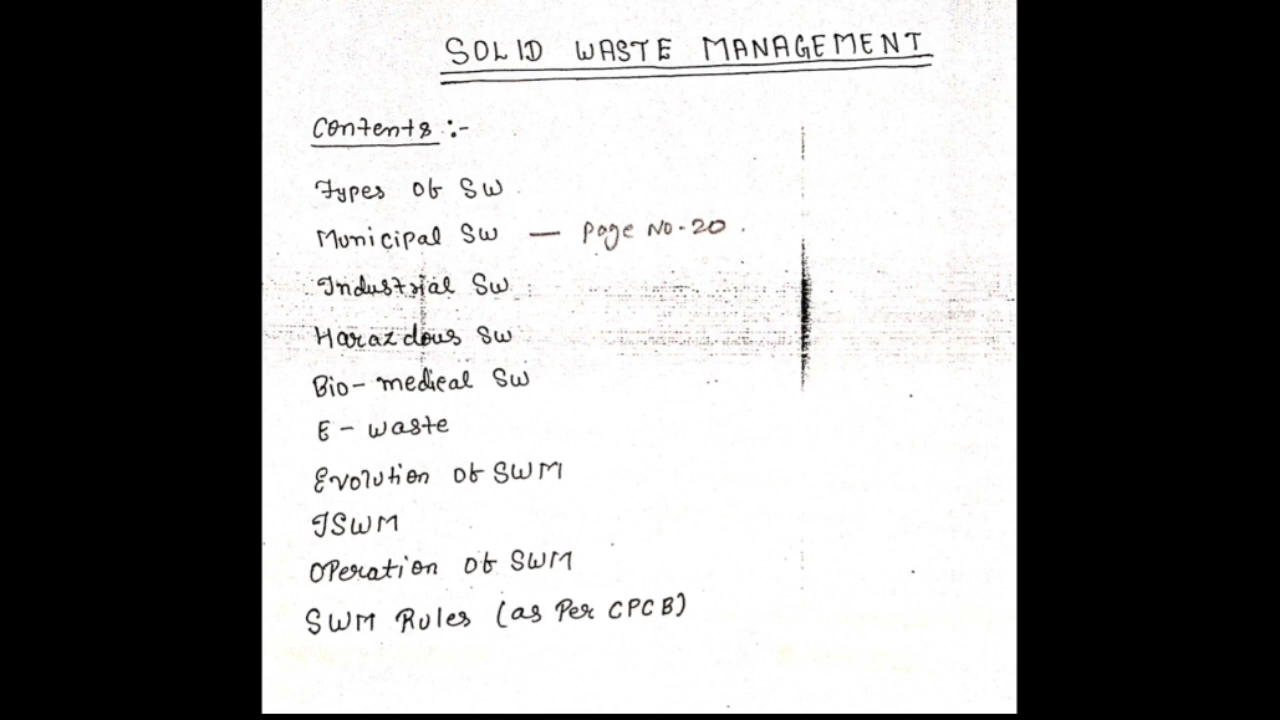 SOLID WASTE MANAGEMENT
Contents :-
Types of SW
Municipal SW — Page No-20.
Industrial SW
Harazdous SW
Bio-medical SW
E-waste
Evolution of SWM
ISWM
Operation of SWM
SWM Rules (as Per CPCB)